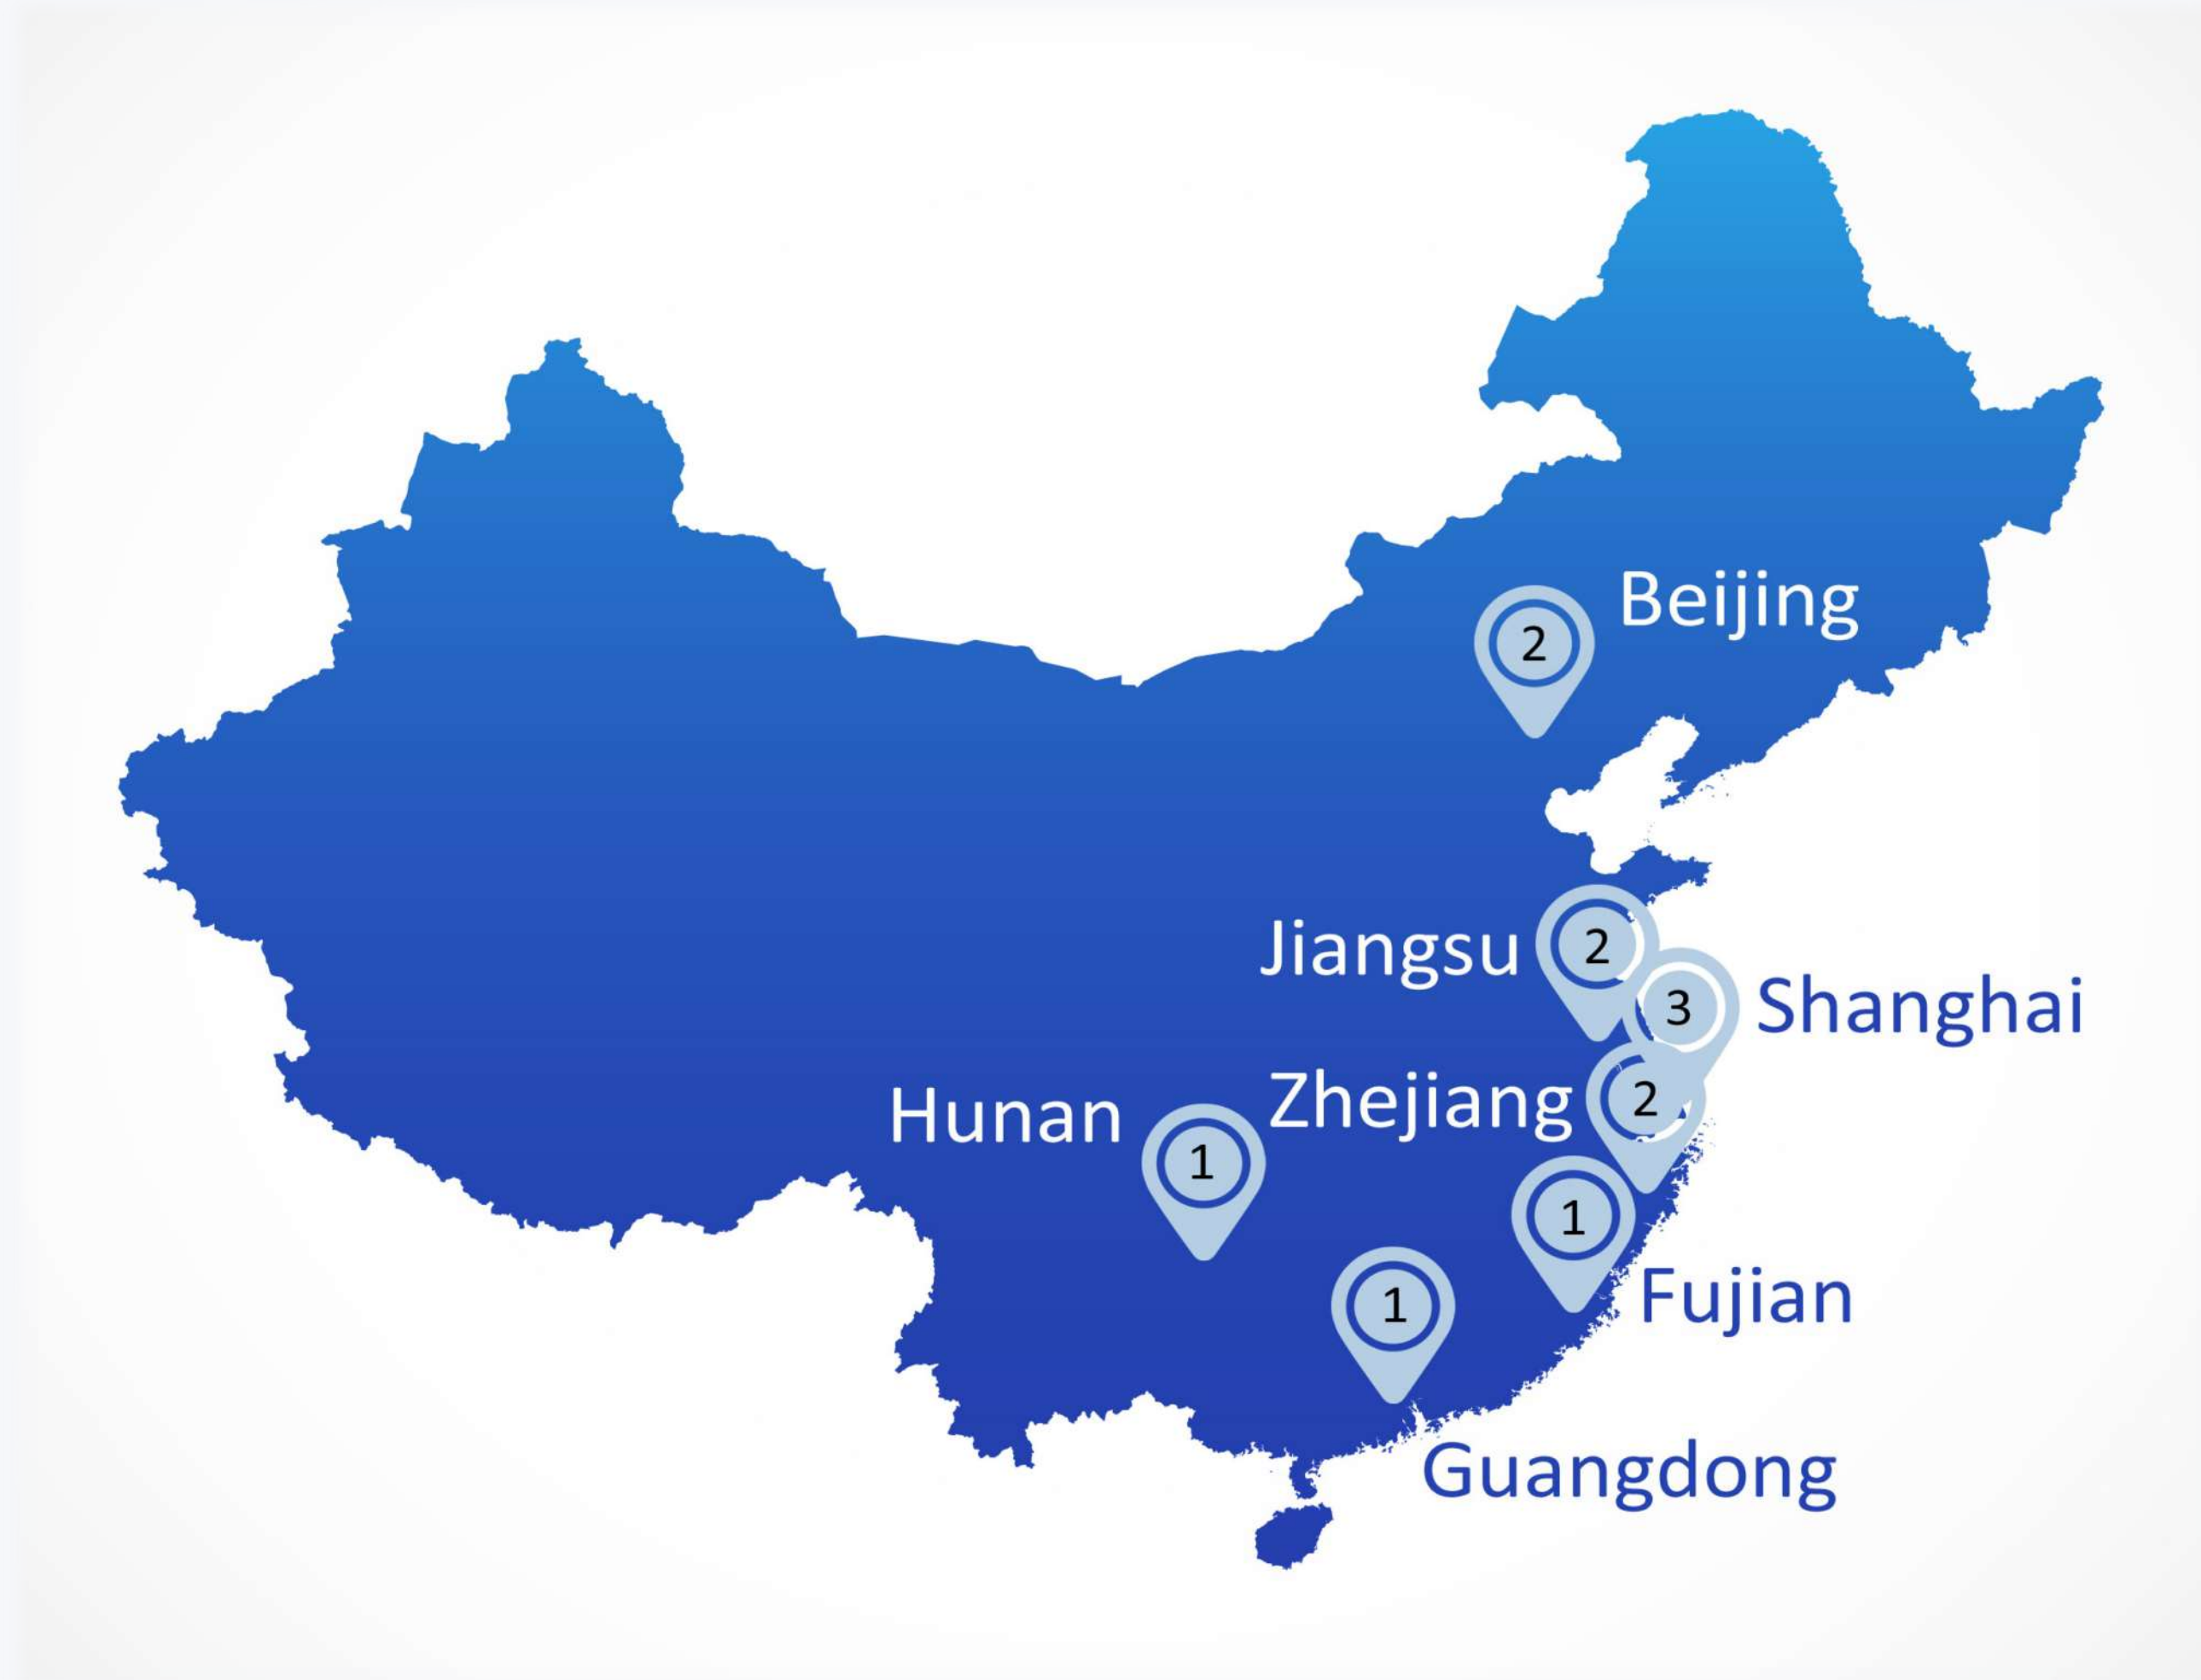 Beijing
2
Jiangsu
2
3
Shanghai
Zhejiang
2
Hunan
1
1
Fujian
1
Guangdong